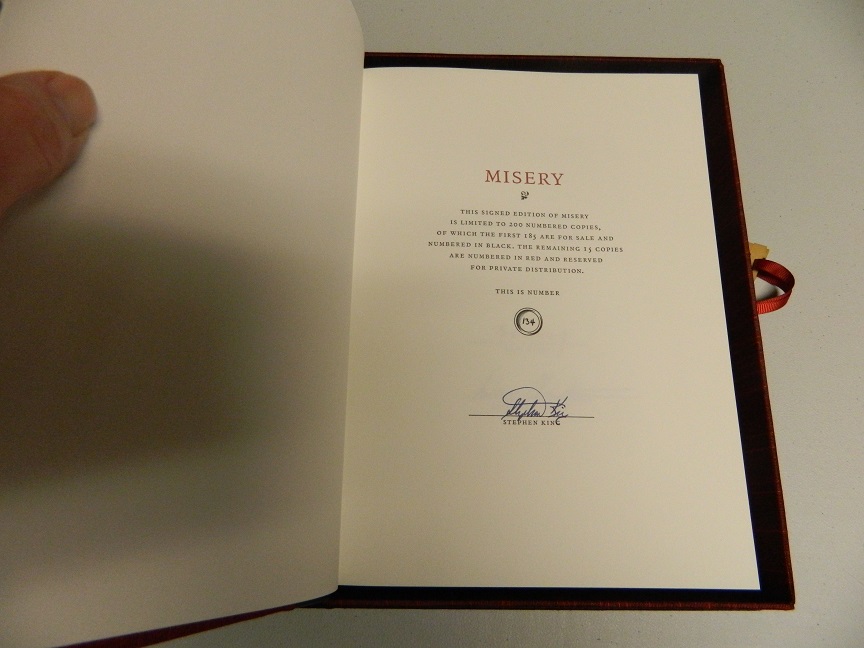 MISERY
THIS SIGNED EDITION OF MISERY
IS LIMITED TO 200 NUMBERED COPIES,
OF WHICH THE FIRST 185 ARE FOR SALE AND
NUMBERED IN BLACK. THE REMAINING 15 COPIES
ARE NUMBERED IN RED AND RESERVED
FOR PRIVATE DISTRIBUTION.
THIS IS NUMBER
134
Stephen King
STEPHEN KING